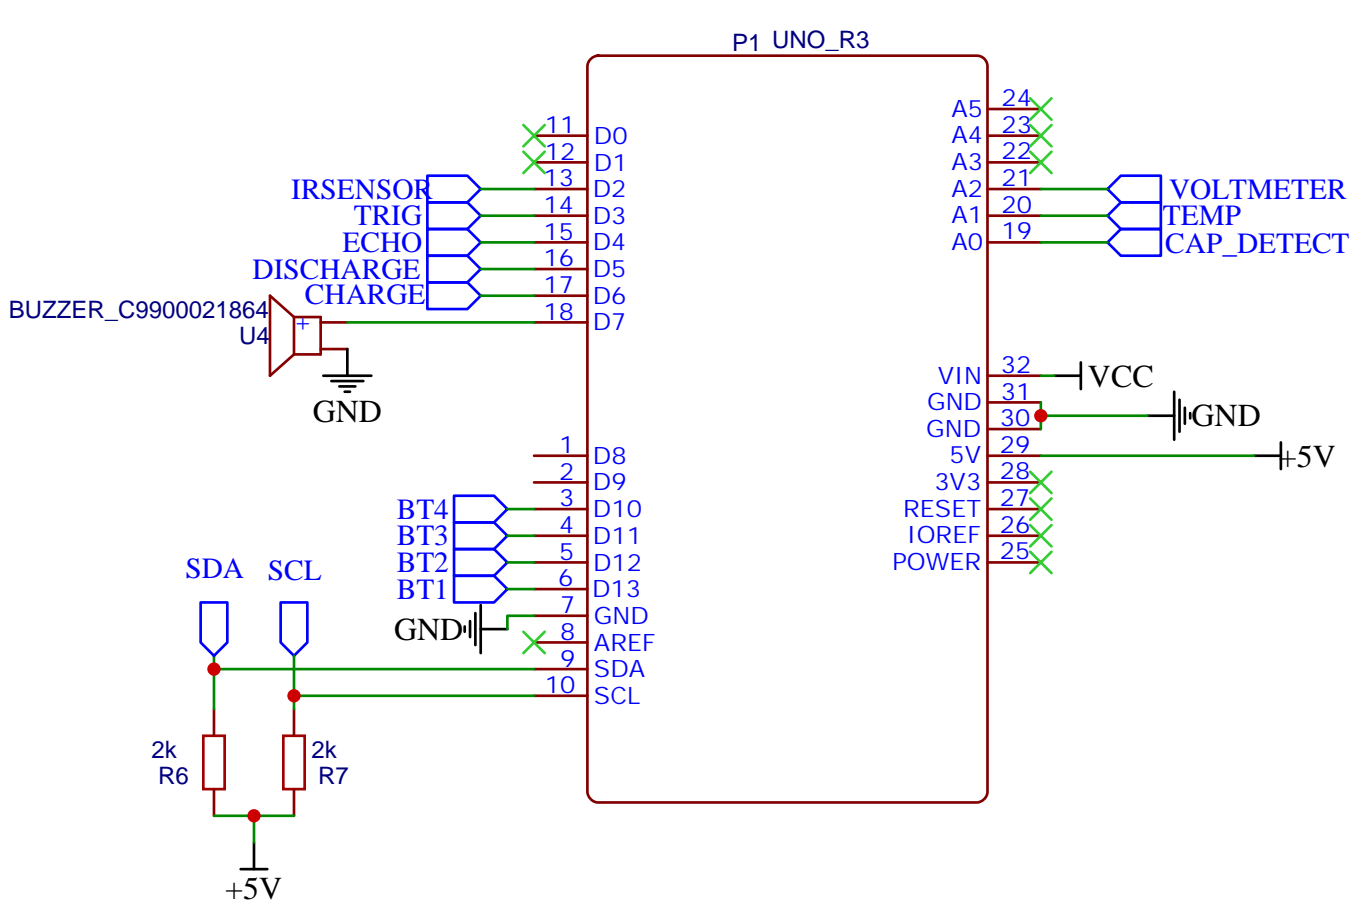 P1 UNO_R3
11 D0
12 D1
IRSENSOR 13 D2
TRIG 14 D3
ECHO 15 D4
DISCHARGE 16 D5
CHARGE 17 D6
BUZZER_C9900021864
U4
+
18 D7
GND
1 D8
2 D9
BT4 3 D10
BT3 4 D11
BT2 5 D12
BT1 6 D13
GND 7 GND
8 AREF
9 SDA
10 SCL
SDA SCL
2k
R6
2k
R7
+5V
A5 24
A4 23
A3 22
A2 21 VOLTMETER
A1 20 TEMP
A0 19 CAP_DETECT
VIN 32 VCC
GND 31
GND 30 GND
5V 29 +5V
3V3 28
RESET 27
IOREF 26
POWER 25